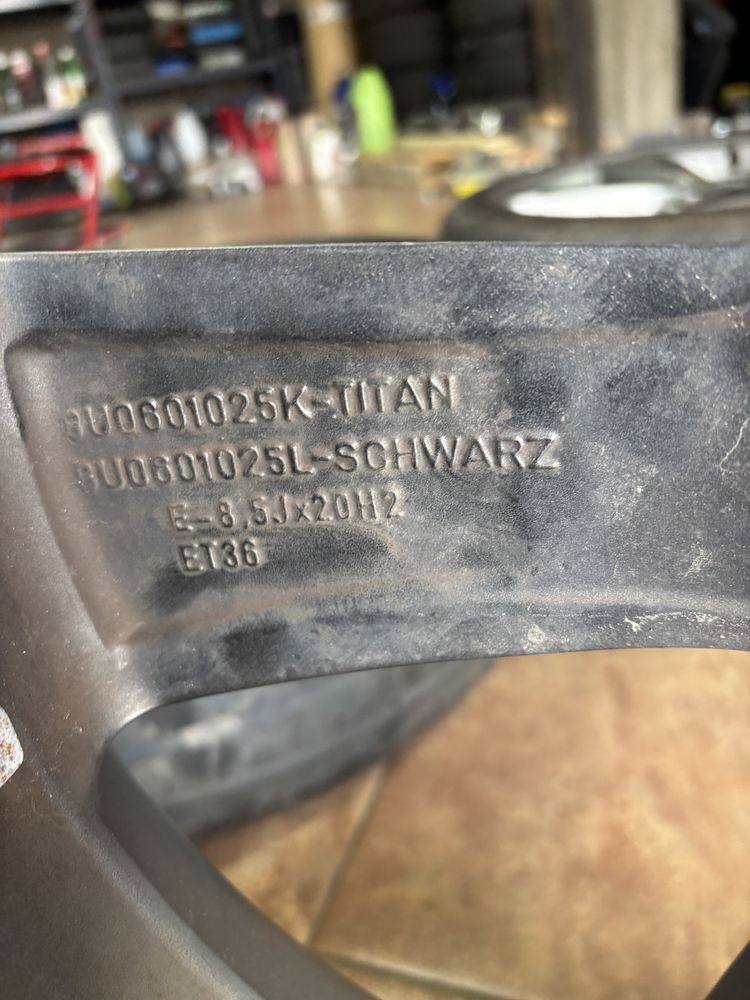 8U0601025K-TITAN
8U0601025L-SCHWARZ
E-8,5Jx20H2
ET36